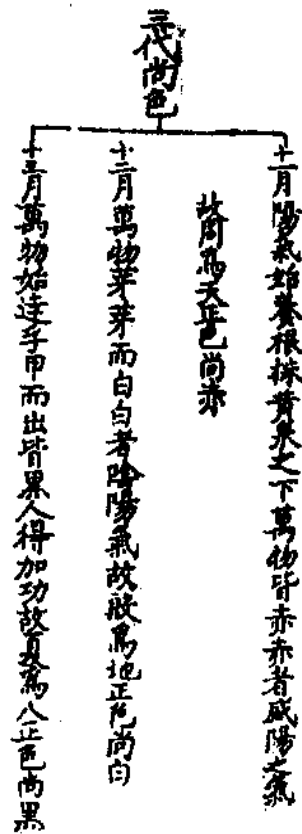 三代尚色
十一月陽氣始養根株黃泉之下萬物皆赤赤者盛陽之氣
故周爲天正色尚赤
十二月萬物芽芽而白白者陰陽氣故殷爲地正色尚白
十三月萬物始達孚甲而出皆黑人得加功故夏爲人正色尚黑